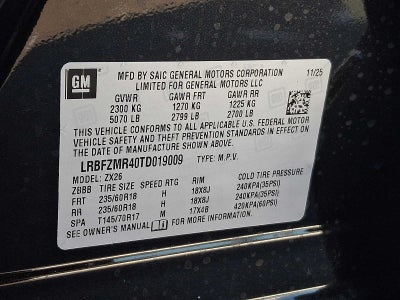 GM
MFD BY SAIC GENERAL MOTORS CORPORATION 11/25
LIMITED FOR GENERAL MOTORS LLC
GVWR GAWR FRT GAWR RR
2300 KG 1270 KG 1225 KG
5070 LB 2799 LB 2700 LB
THIS VEHICLE CONFORMS TO ALL APPLICABLE U.S. FEDERAL MOTOR
VEHICLE SAFETY AND THEFT PREVENTION STANDARDS IN EFFECT ON
THE DATE OF MANUFACTURE SHOWN ABOVE.
LRBFZMR40TD019009 TYPE: M.P.V.
MODEL: ZX26
ZBBB TIRE SIZE SPEED RTG RIM COLD TIRE PRESSURE
FRT 235/60R18 H 18X8J 240KPA(35PSI)
RR 235/60R18 H 18X8J 240KPA(35PSI)
SPA T145/70R17 M 17X4B 420KPA(60PSI)
SEE OWNER'S MANUAL FOR MORE INFORMATION.